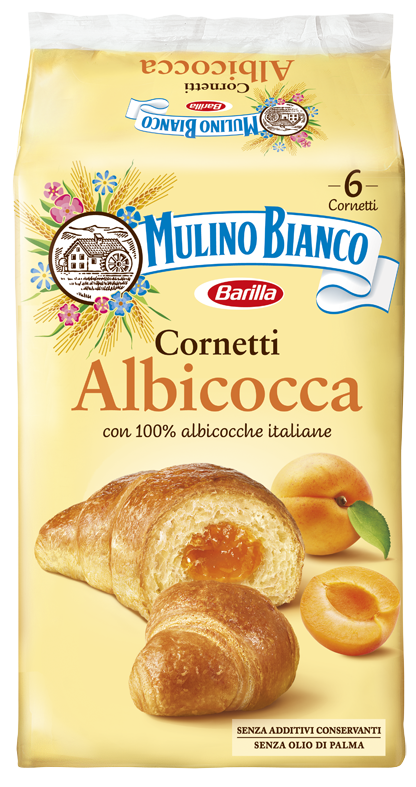 Albicocca
Cornetti
Barilla
MULINO BIANCO
6
Cornetti
MULINO BIANCO
Barilla
Cornetti
Albicocca
con 100% albicocche italiane
SENZA ADDITIVI CONSERVANTI
SENZA OLIO DI PALMA